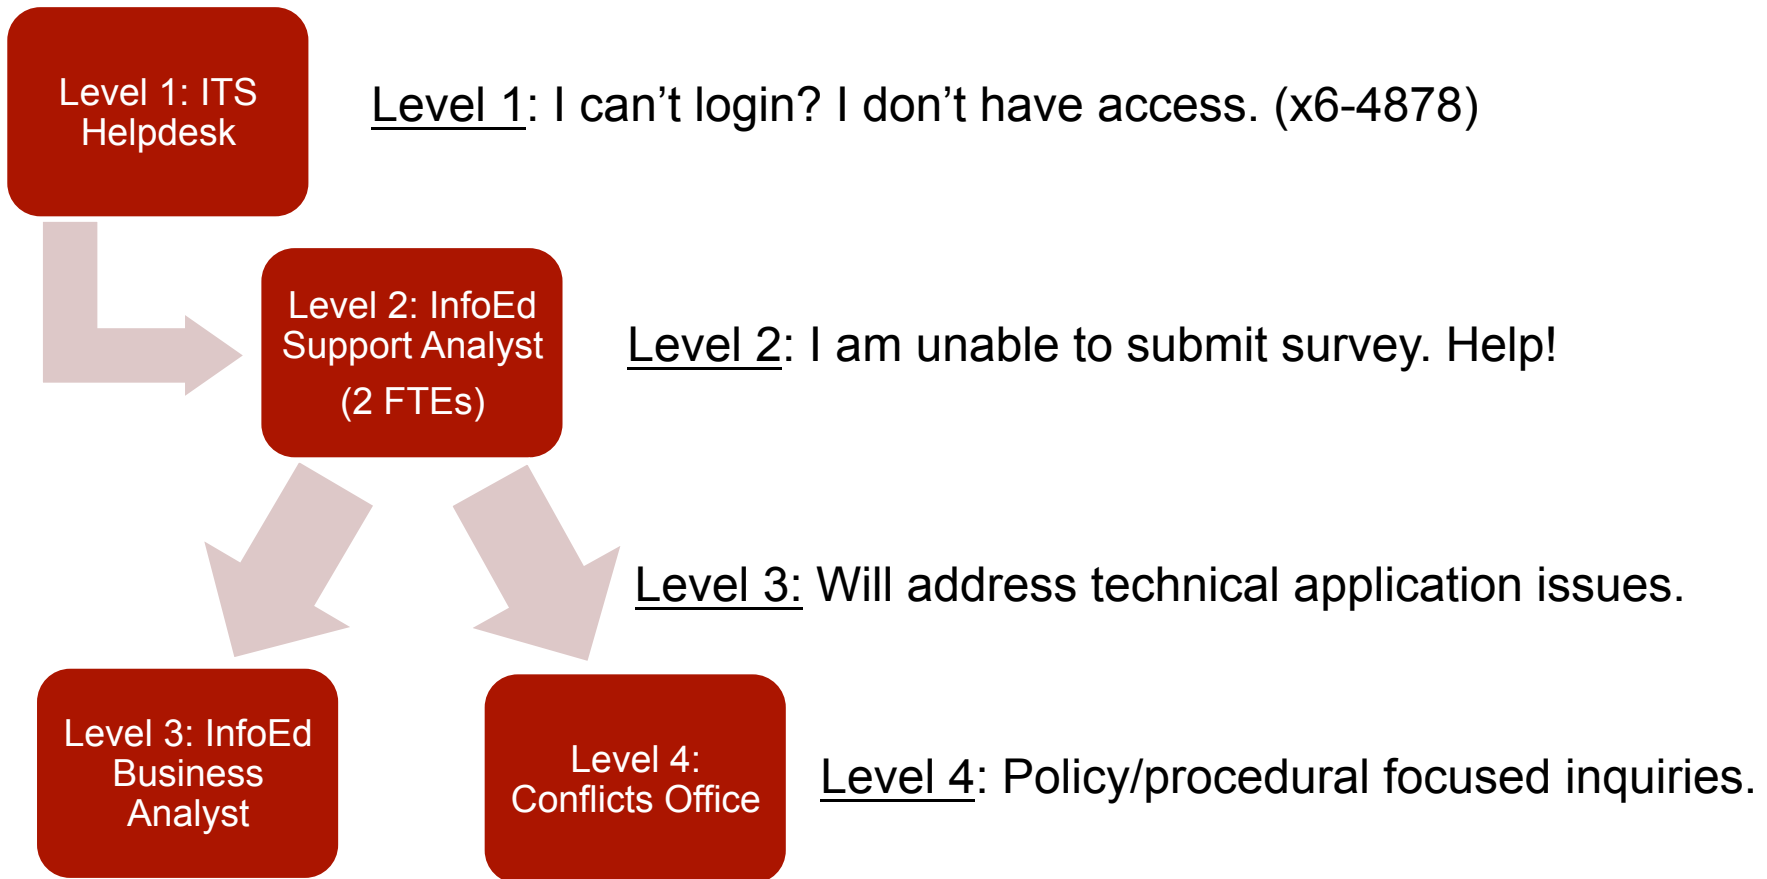 Level 1: ITS
Helpdesk
Level 1: I can’t login? I don’t have access. (x6-4878)
Level 2: InfoEd
Support Analyst
(2 FTEs)
Level 2: I am unable to submit survey. Help!
Level 3: Will address technical application issues.
Level 3: InfoEd
Business
Analyst
Level 4:
Conflicts Office
Level 4: Policy/procedural focused inquiries.